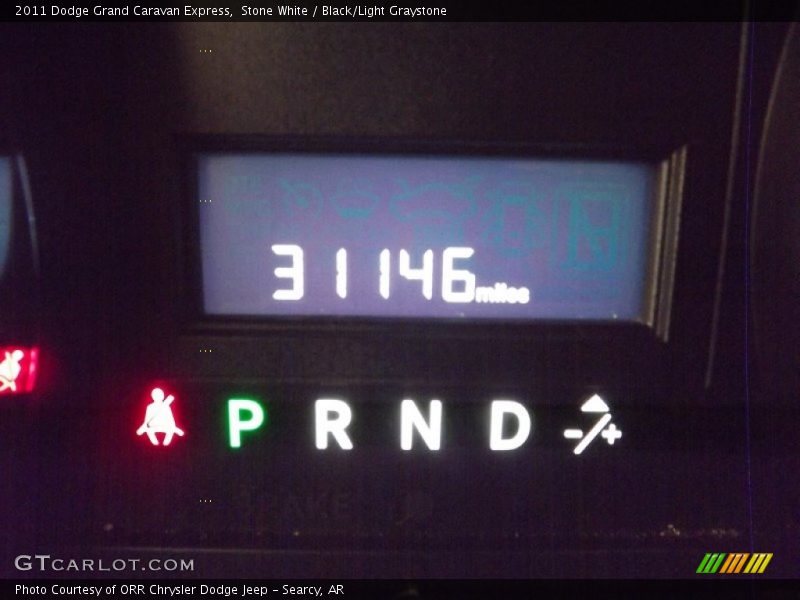 2011 Dodge Grand Caravan Express, Stone White / Black/Light Graystone
31146 miles
P R N D -/+
GTCARLOT.COM
Photo Courtesy of ORR Chrysler Dodge Jeep - Searcy, AR